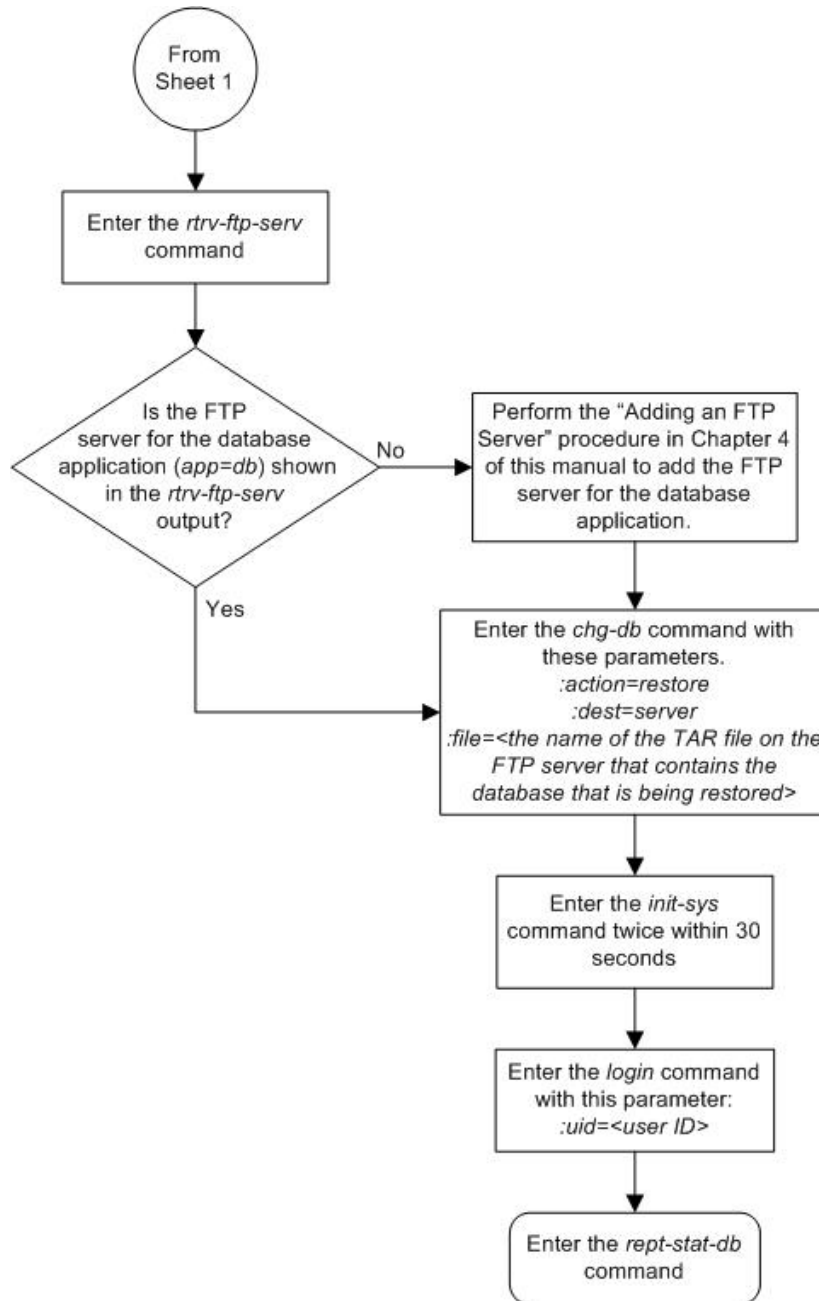 From
Sheet 1
Enter the rtrv-ftp-serv
command
Is the FTP
server for the database
application (app=db) shown
in the rtrv-ftp-serv
output?
No
Perform the “Adding an FTP
Server” procedure in Chapter 4
of this manual to add the FTP
server for the database
application.
Yes
Enter the chg-db command with
these parameters.
:action=restore
:dest=server
:file=<the name of the TAR file on the
FTP server that contains the
database that is being restored>
Enter the init-sys
command twice within 30
seconds
Enter the login command
with this parameter:
:uid=<user ID>
Enter the rept-stat-db
command